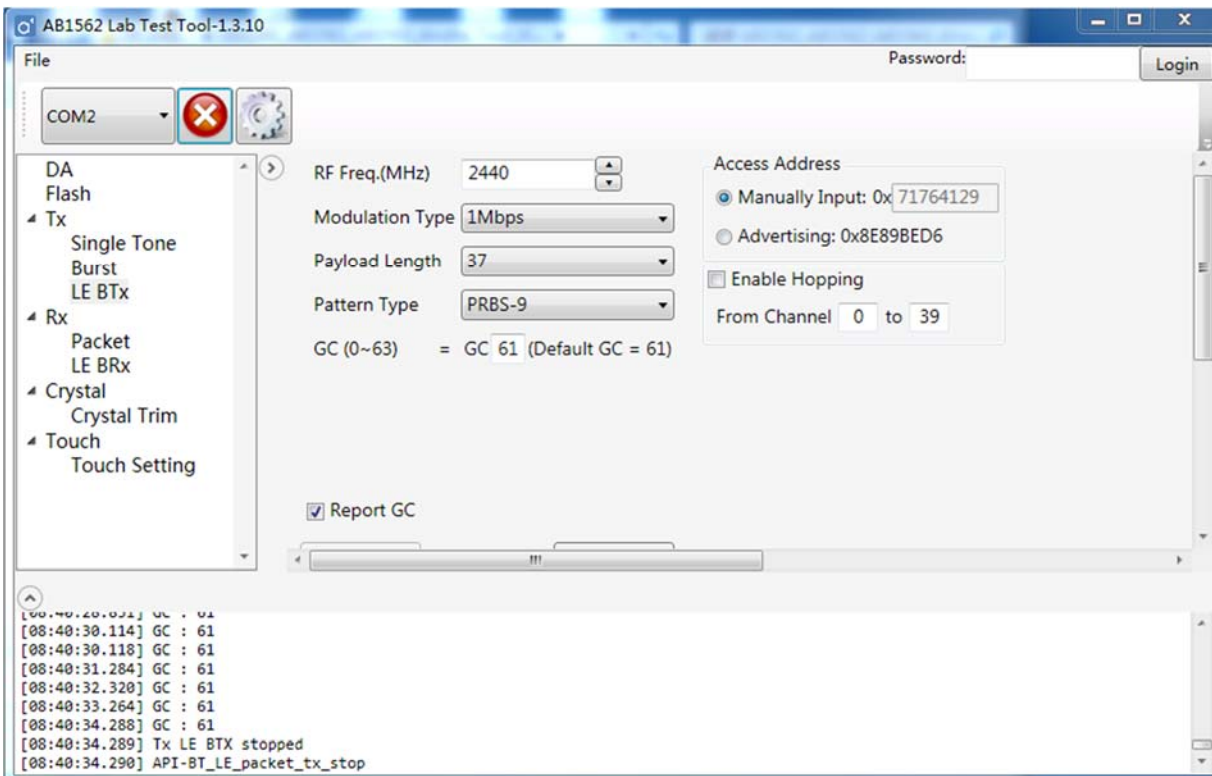 AB1562 Lab Test Tool-1.3.10
File
Password:
Login
COM2
DA
Flash
Tx
Single Tone
Burst
LE BTx
Rx
Packet
LE BRx
Crystal
Crystal Trim
Touch
Touch Setting
RF Freq.(MHz) 2440
Modulation Type 1Mbps
Payload Length 37
Pattern Type PRBS-9
GC (0~63) = GC 61 (Default GC = 61)
Report GC
Access Address
Manually Input: 0x 71764129
Advertising: 0x8E89BED6
Enable Hopping
From Channel 0 to 39
GC : 61
[08:40:30.114] GC : 61
[08:40:30.118] GC : 61
[08:40:31.284] GC : 61
[08:40:32.320] GC : 61
[08:40:33.264] GC : 61
[08:40:34.288] GC : 61
[08:40:34.289] Tx LE BTX stopped
[08:40:34.290] API-BT_LE_packet_tx_stop